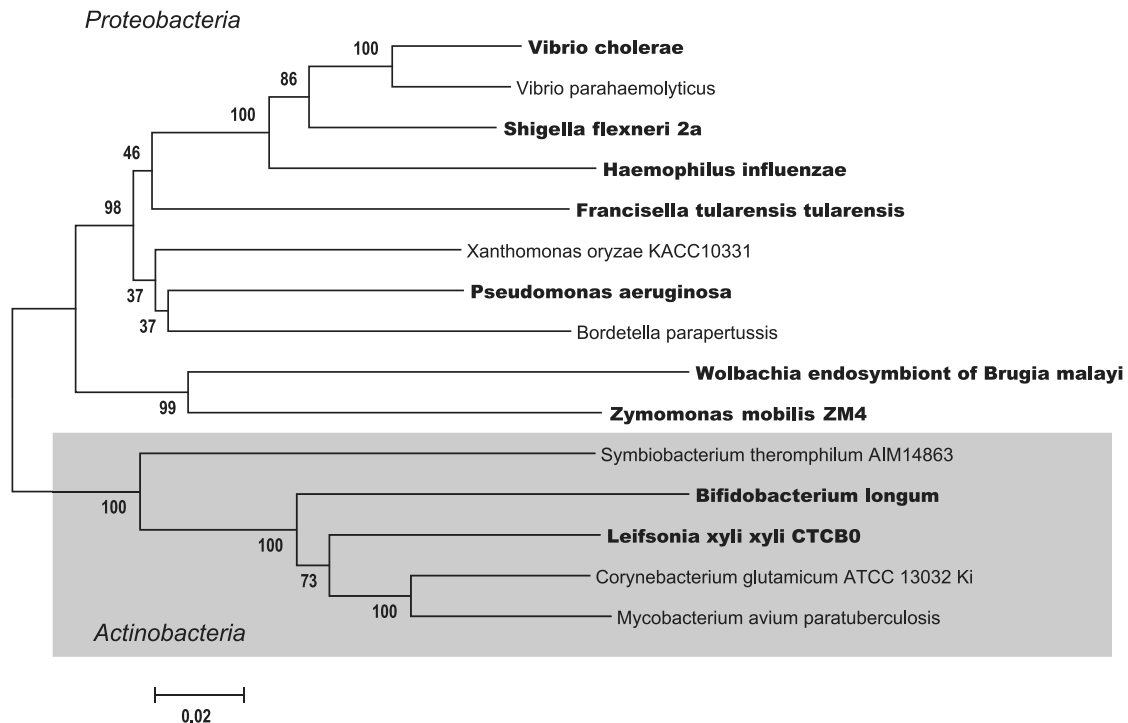 Proteobacteria
100
Vibrio cholerae
86
Vibrio parahaemolyticus
100
Shigella flexneri 2a
46
Haemophilus influenzae
98
Francisella tularensis tularensis
Xanthomonas oryzae KACC10331
37
Pseudomonas aeruginosa
37
Bordetella parapertussis
Wolbachia endosymbiont of Brugia malayi
99
Zymomonas mobilis ZM4
Symbiobacterium theromphilum AIM14863
100
Bifidobacterium longum
100
Leifsonia xyli xyli CTCB0
73
Corynebacterium glutamicum ATCC 13032 Ki
100
Mycobacterium avium paratuberculosis
Actinobacteria
0.02